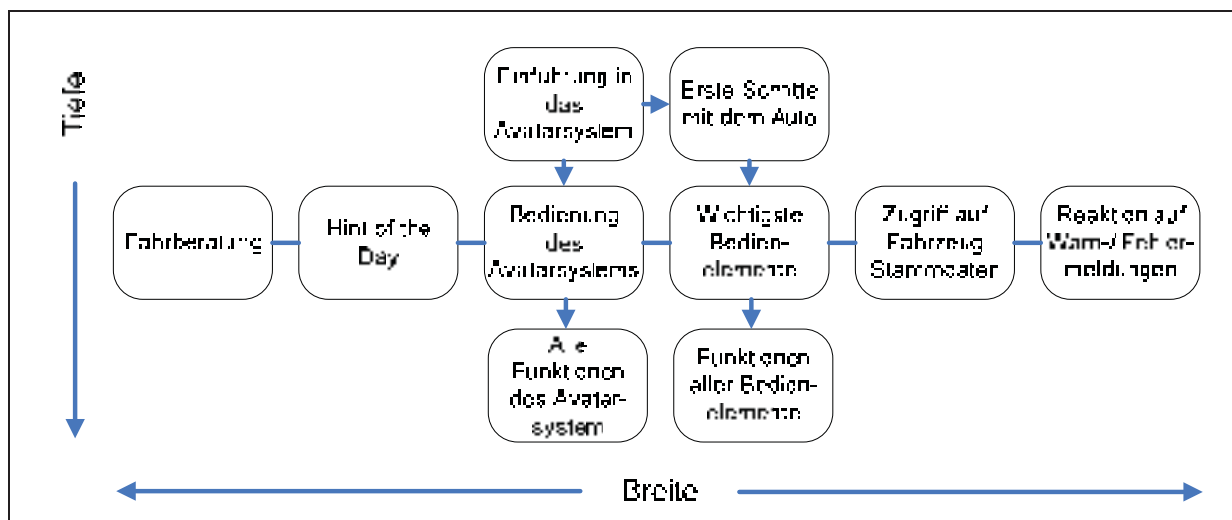 Tiefe
Einführung in
das
Avatarsystem
Erste Schritte
mit dem Auto
Fahrberatung
Hint of the
Day
Bedienung
des
Avatarsystems
Wichtigste
Bedien-
elemente
Zugriff auf
Fahrzeug
Stammdaten
Reaktion auf
Warn-/ Fehler-
meldungen
Alle
Funktionen
des Avatar-
system
Funktionen
aller Bedien-
elemente
Breite